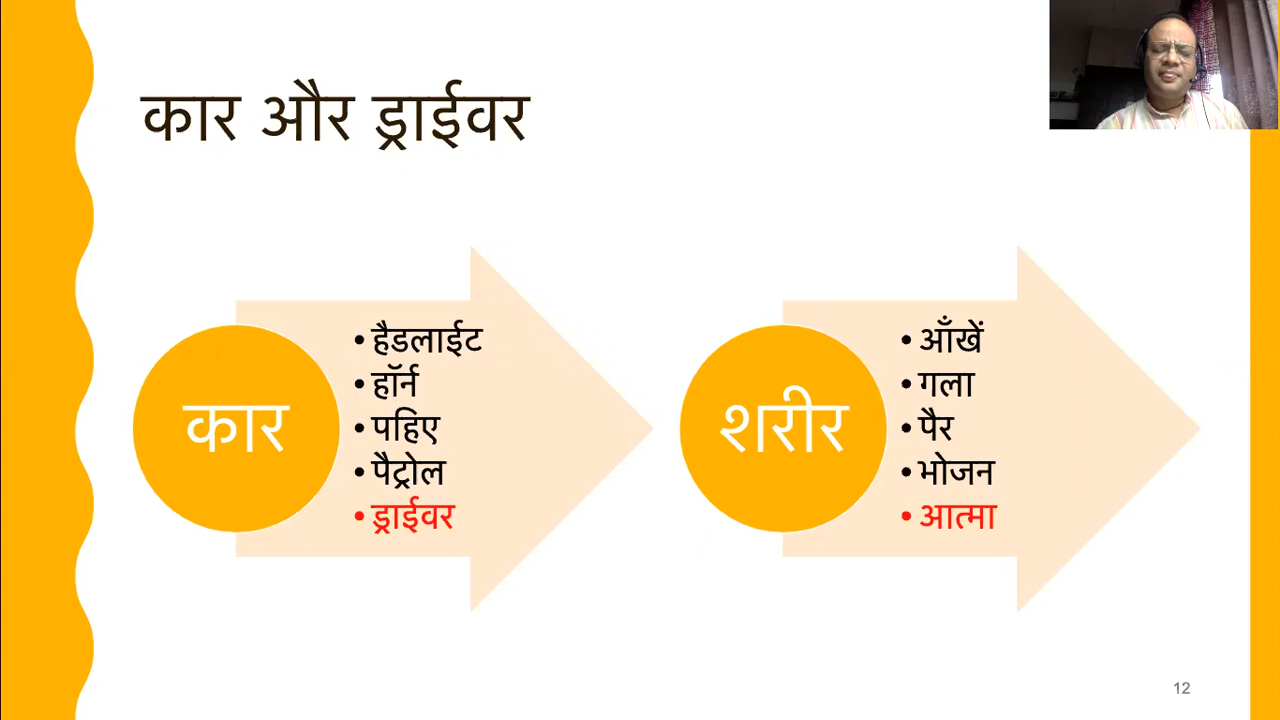 कार और ड्राईवर
कार
• हैडलाईट
• हॉर्न
• पहिए
• पैट्रोल
• ड्राईवर
शरीर
• आँखें
• गला
• पैर
• भोजन
• आत्मा
12